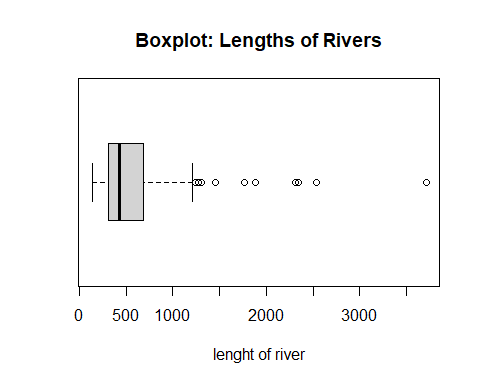 Boxplot: Lengths of Rivers
0 500 1000 2000 3000
lenght of river